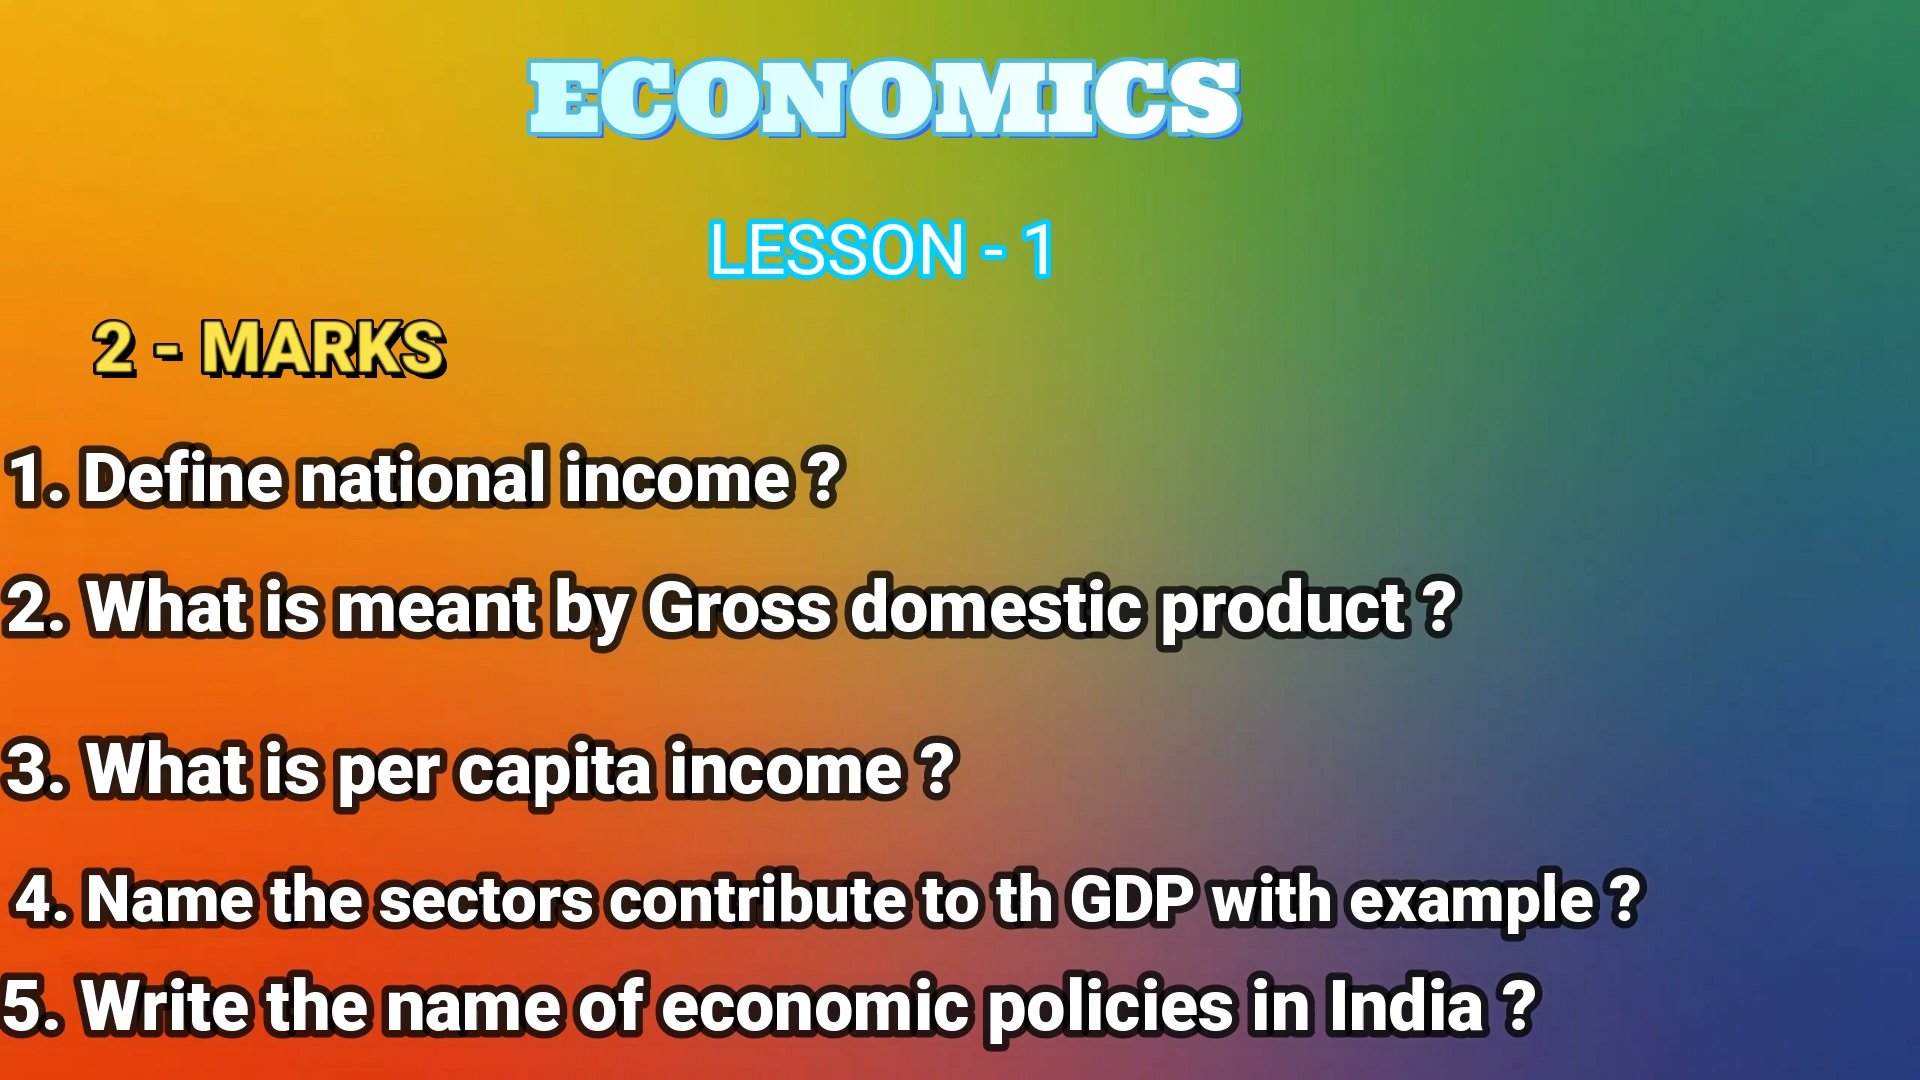 ECONOMICS
LESSON - 1
2 - MARKS
1. Define national income ?
2. What is meant by Gross domestic product ?
3. What is per capita income ?
4. Name the sectors contribute to th GDP with example ?
5. Write the name of economic policies in India ?